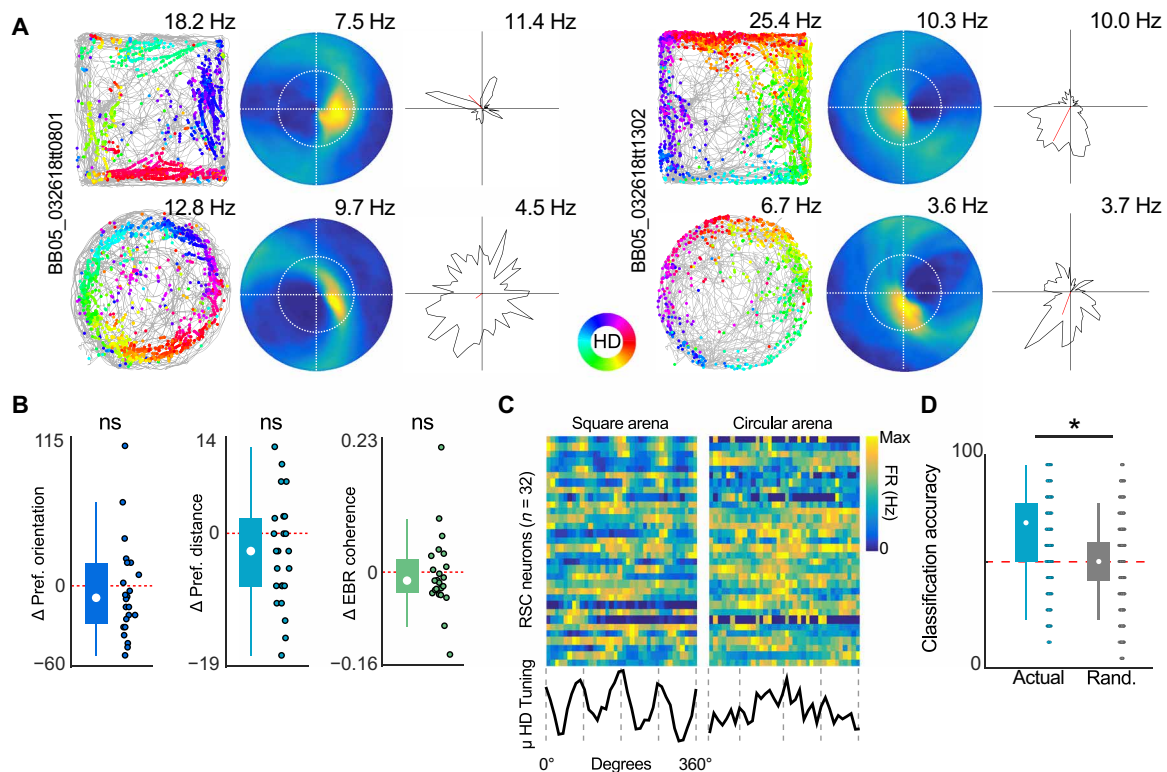 A
18.2 Hz
7.5 Hz
11.4 Hz
25.4 Hz
10.3 Hz
10.0 Hz
BB05_032618tt0801
BB05_032618tt1302
12.8 Hz
9.7 Hz
4.5 Hz
6.7 Hz
3.6 Hz
3.7 Hz
HD
B
ns
ns
ns
115
0
−60
Δ Pref. orientation
14
0
−19
Δ Pref. distance
0.23
0
−0.16
Δ EBR coherence
C
Square arena
Circular arena
RSC neurons (n = 32)
Max
FR (Hz)
0
μ HD Tuning
0°
Degrees
360°
D
*
100
0
Classification accuracy
Actual
Rand.